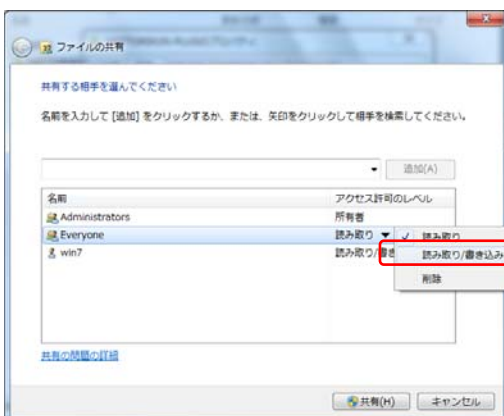 ファイルの共有
共有する相手を選んでください
名前を入力して [追加] をクリックするか、または、矢印をクリックして相手を検索してください。
追加(A)
名前 アクセス許可のレベル
Administrators 所有者
Everyone 読み取り ▼ ✓ 読み取り
win7 読み取り/書き 読み取り/書き込み
削除
共有の問題の詳細
共有(H) キャンセル